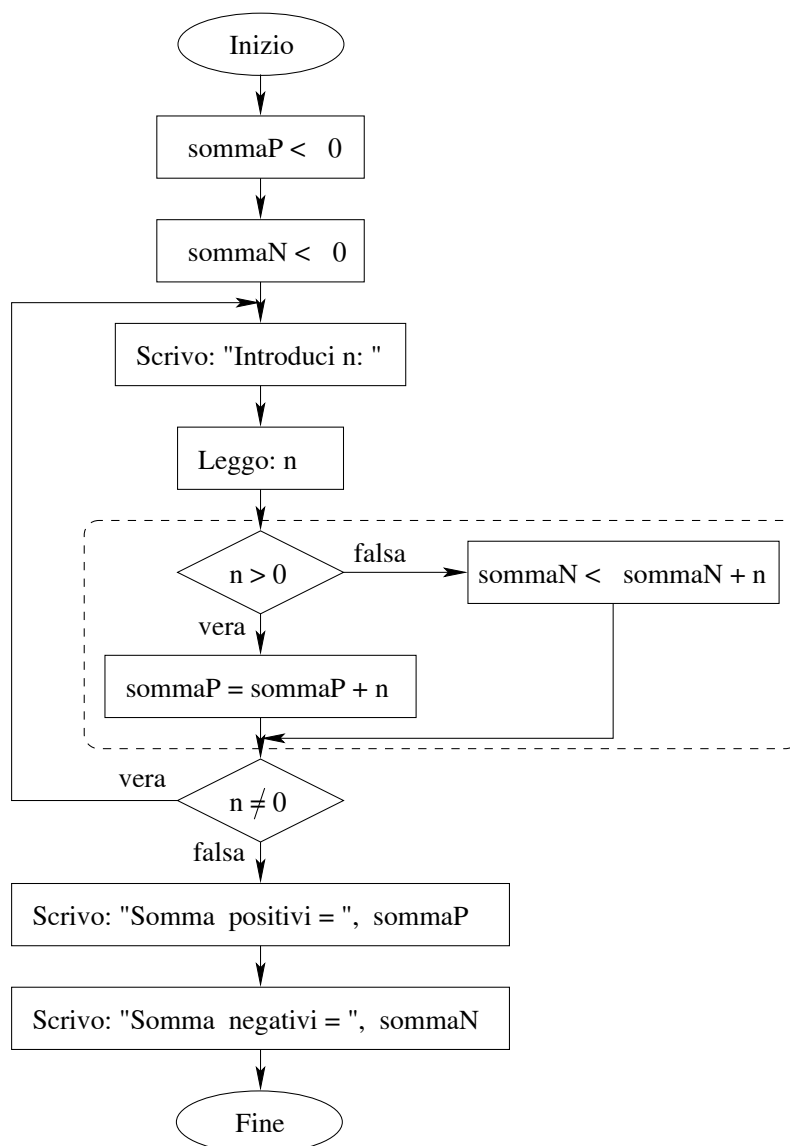 Inizio
sommaP <   0
sommaN <   0
Scrivo: "Introduci n: "
Leggo: n
n > 0
falsa
sommaN <   sommaN + n
vera
sommaP = sommaP + n
vera
n ≠ 0
falsa
Scrivo: "Somma  positivi = ",  sommaP
Scrivo: "Somma  negativi = ",  sommaN
Fine